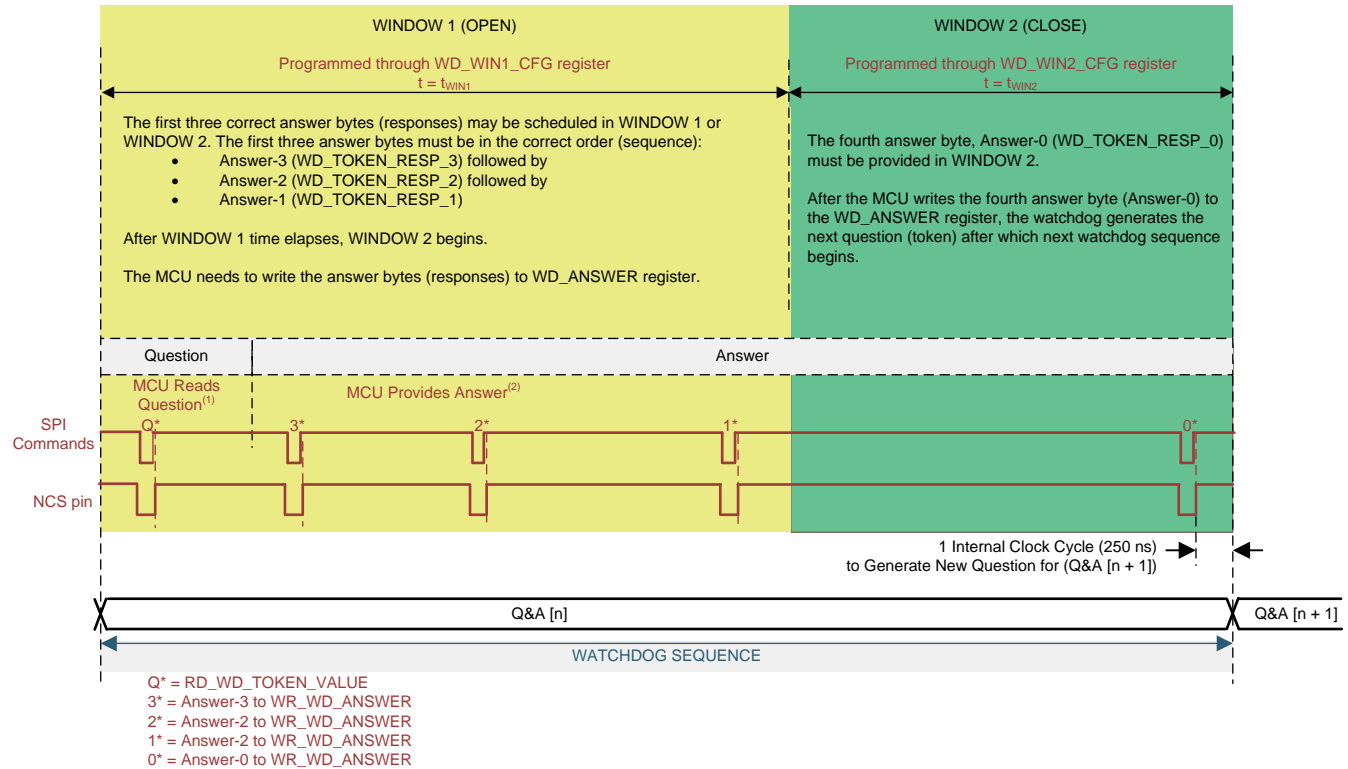 WINDOW 1 (OPEN)
WINDOW 2 (CLOSE)
Programmed through WD_WIN1_CFG register
t = tWIN1
Programmed through WD_WIN2_CFG register
t = tWIN2
The first three correct answer bytes (responses) may be scheduled in WINDOW 1 or
WINDOW 2. The first three answer bytes must be in the correct order (sequence):
• Answer-3 (WD_TOKEN_RESP_3) followed by
• Answer-2 (WD_TOKEN_RESP_2) followed by
• Answer-1 (WD_TOKEN_RESP_1)
After WINDOW 1 time elapses, WINDOW 2 begins.
The MCU needs to write the answer bytes (responses) to WD_ANSWER register.
The fourth answer byte, Answer-0 (WD_TOKEN_RESP_0)
must be provided in WINDOW 2.
After the MCU writes the fourth answer byte (Answer-0) to
the WD_ANSWER register, the watchdog generates the
next question (token) after which next watchdog sequence
begins.
Question
Answer
MCU Reads
Question(1)
MCU Provides Answer(2)
SPI
Commands
Q*
3*
2*
1*
0*
NCS pin
1 Internal Clock Cycle (250 ns)
to Generate New Question for (Q&A [n + 1])
Q&A [n]
Q&A [n + 1]
WATCHDOG SEQUENCE
Q* = RD_WD_TOKEN_VALUE
3* = Answer-3 to WR_WD_ANSWER
2* = Answer-2 to WR_WD_ANSWER
1* = Answer-2 to WR_WD_ANSWER
0* = Answer-0 to WR_WD_ANSWER